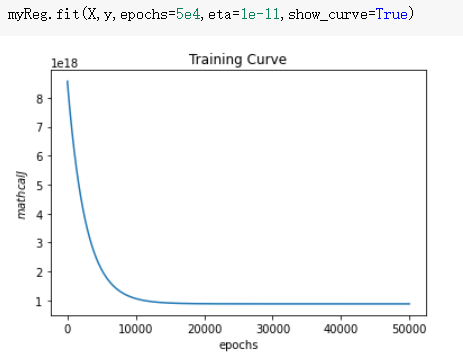 myReg.fit(X,y,epochs=5e4,eta=1e-11,show_curve=True)
Training Curve
1e18
8
7
6
5
4
3
2
1
mathcalJ
0 10000 20000 30000 40000 50000
epochs